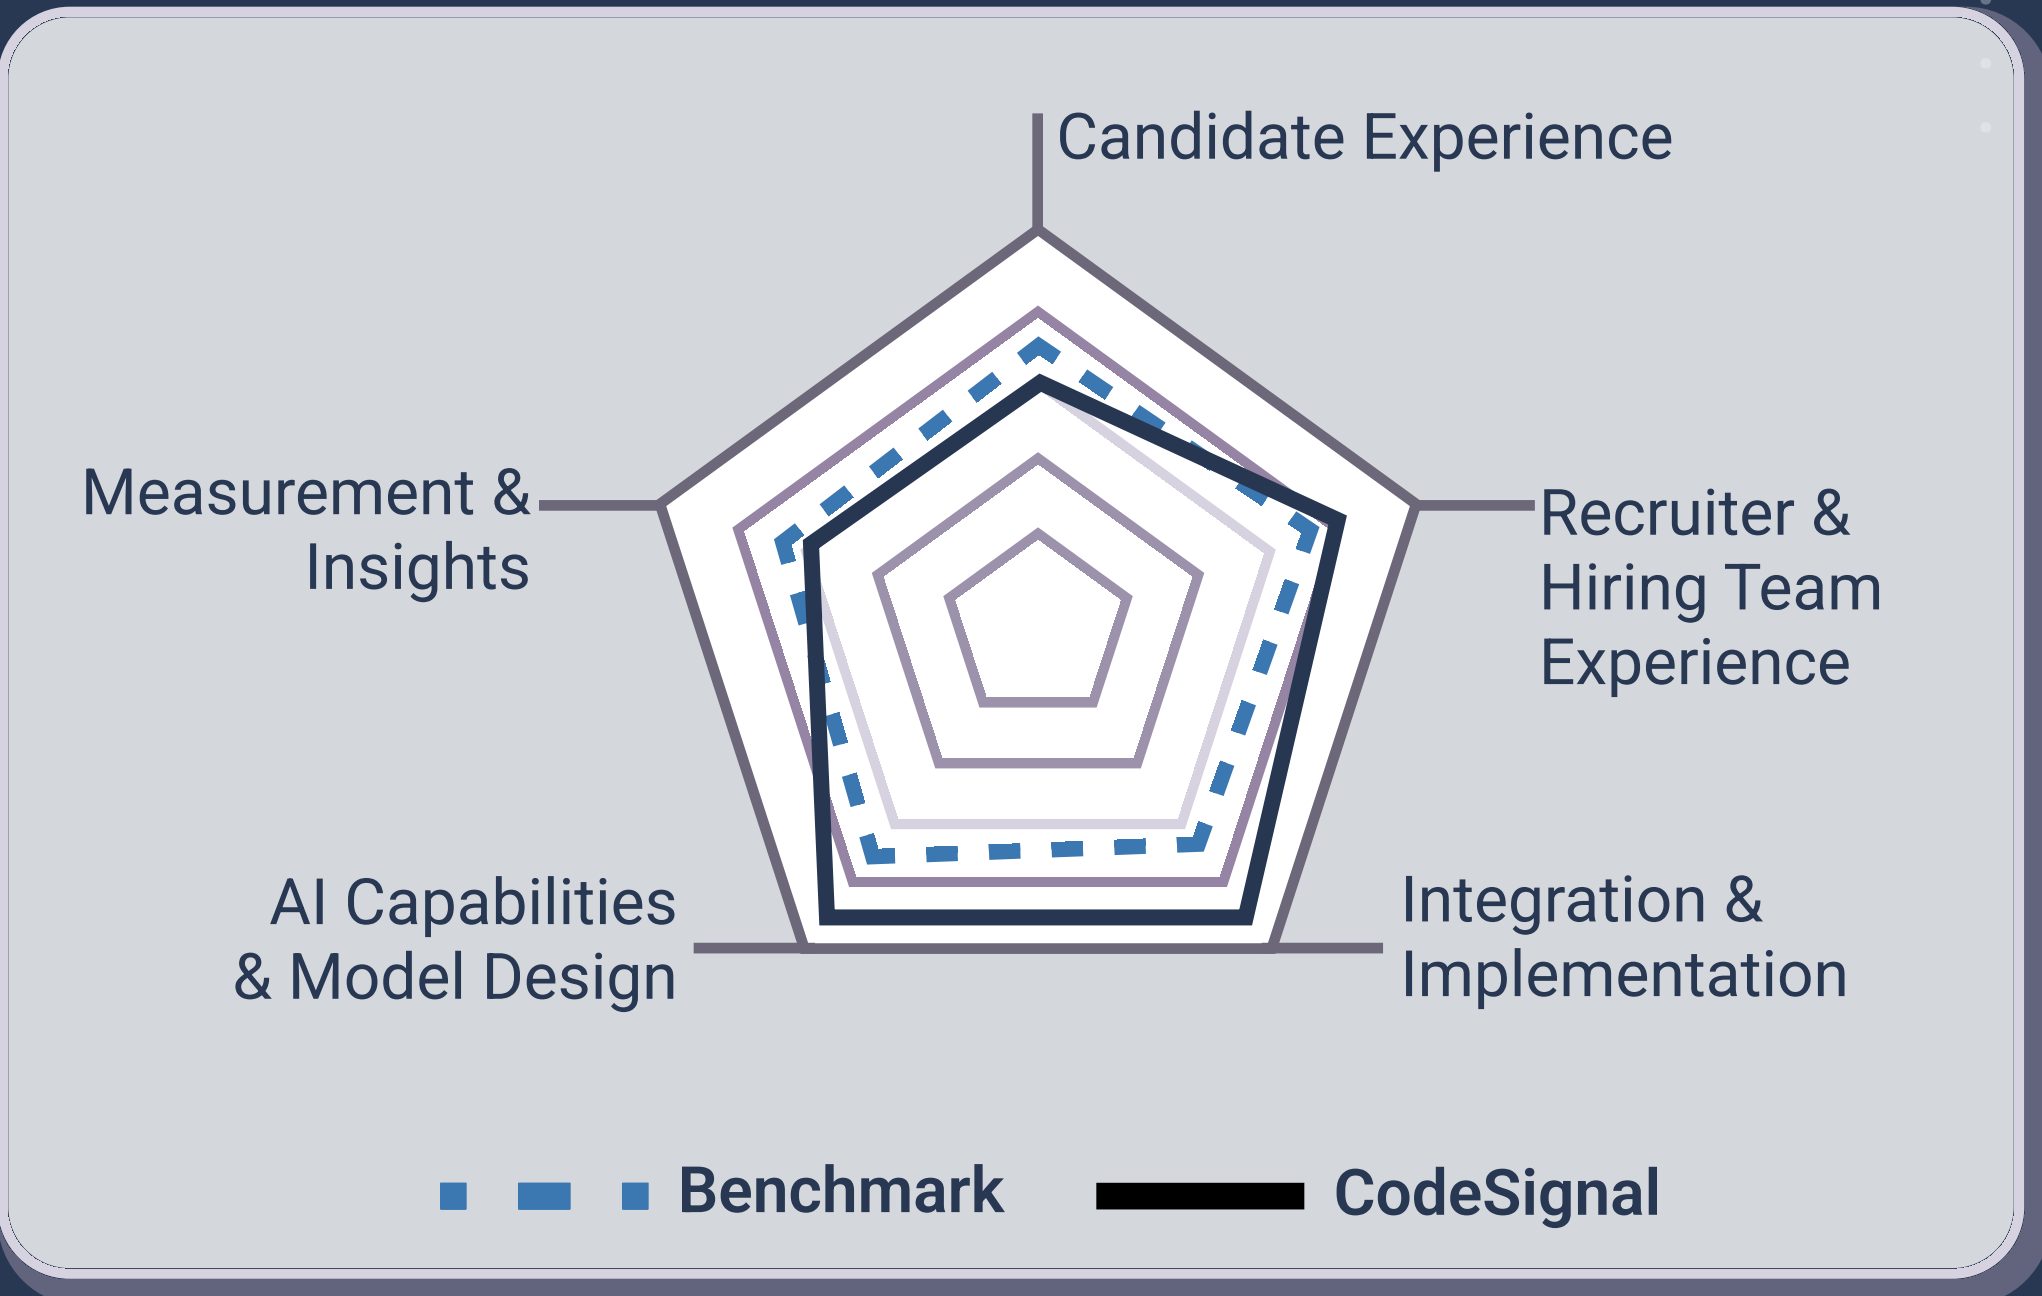 Candidate Experience
Measurement &
Insights
Recruiter &
Hiring Team
Experience
AI Capabilities
& Model Design
Integration &
Implementation
Benchmark
CodeSignal